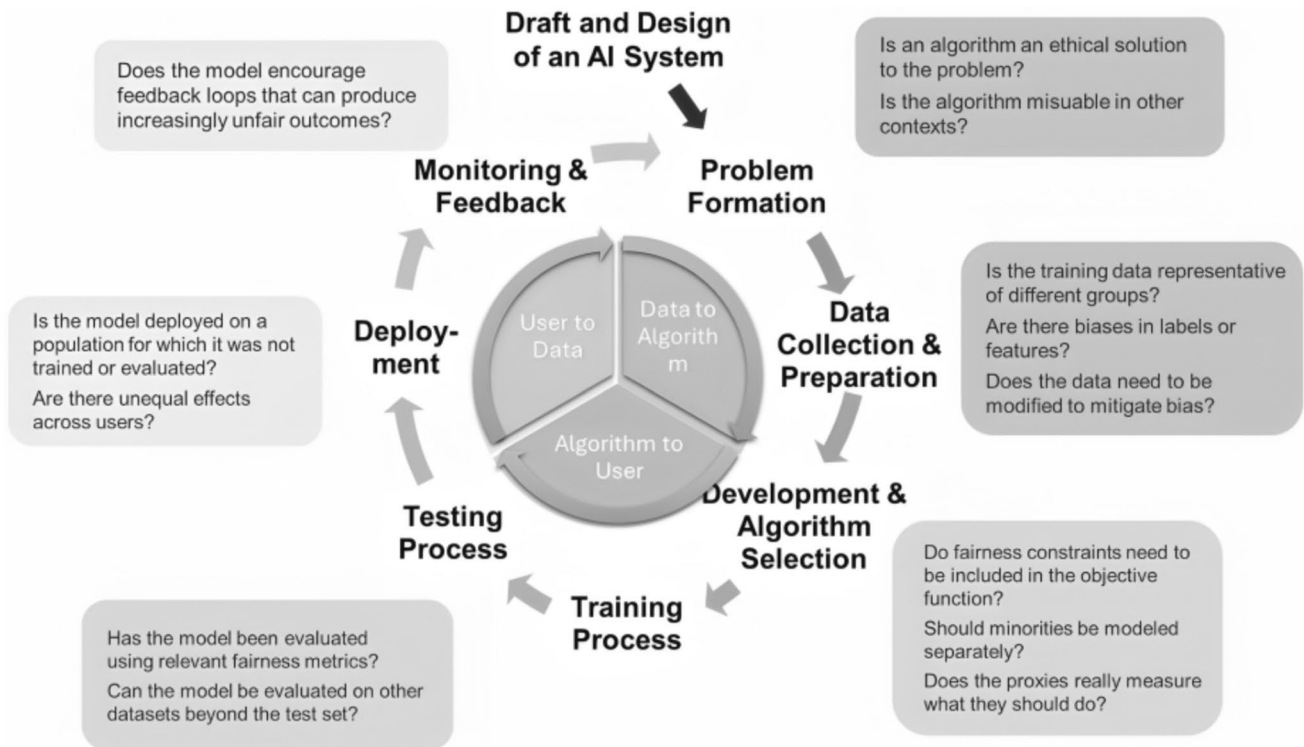 Draft and Design
of an AI System
Is an algorithm an ethical solution
to the problem?
Is the algorithm misuable in other
contexts?
Does the model encourage
feedback loops that can produce
increasingly unfair outcomes?
Monitoring &
Feedback
Problem
Formation
Is the training data representative
of different groups?
Are there biases in labels or
features?
Does the data need to be
modified to mitigate bias?
Data
Collection &
Preparation
User to
Data
Data to
Algorith
m
Algorithm to
User
Is the model deployed on a
population for which it was not
trained or evaluated?
Are there unequal effects
across users?
Deploy-
ment
Development &
Algorithm
Selection
Testing
Process
Training
Process
Do fairness constraints need to
be included in the objective
function?
Should minorities be modeled
separately?
Does the proxies really measure
what they should do?
Has the model been evaluated
using relevant fairness metrics?
Can the model be evaluated on other
datasets beyond the test set?